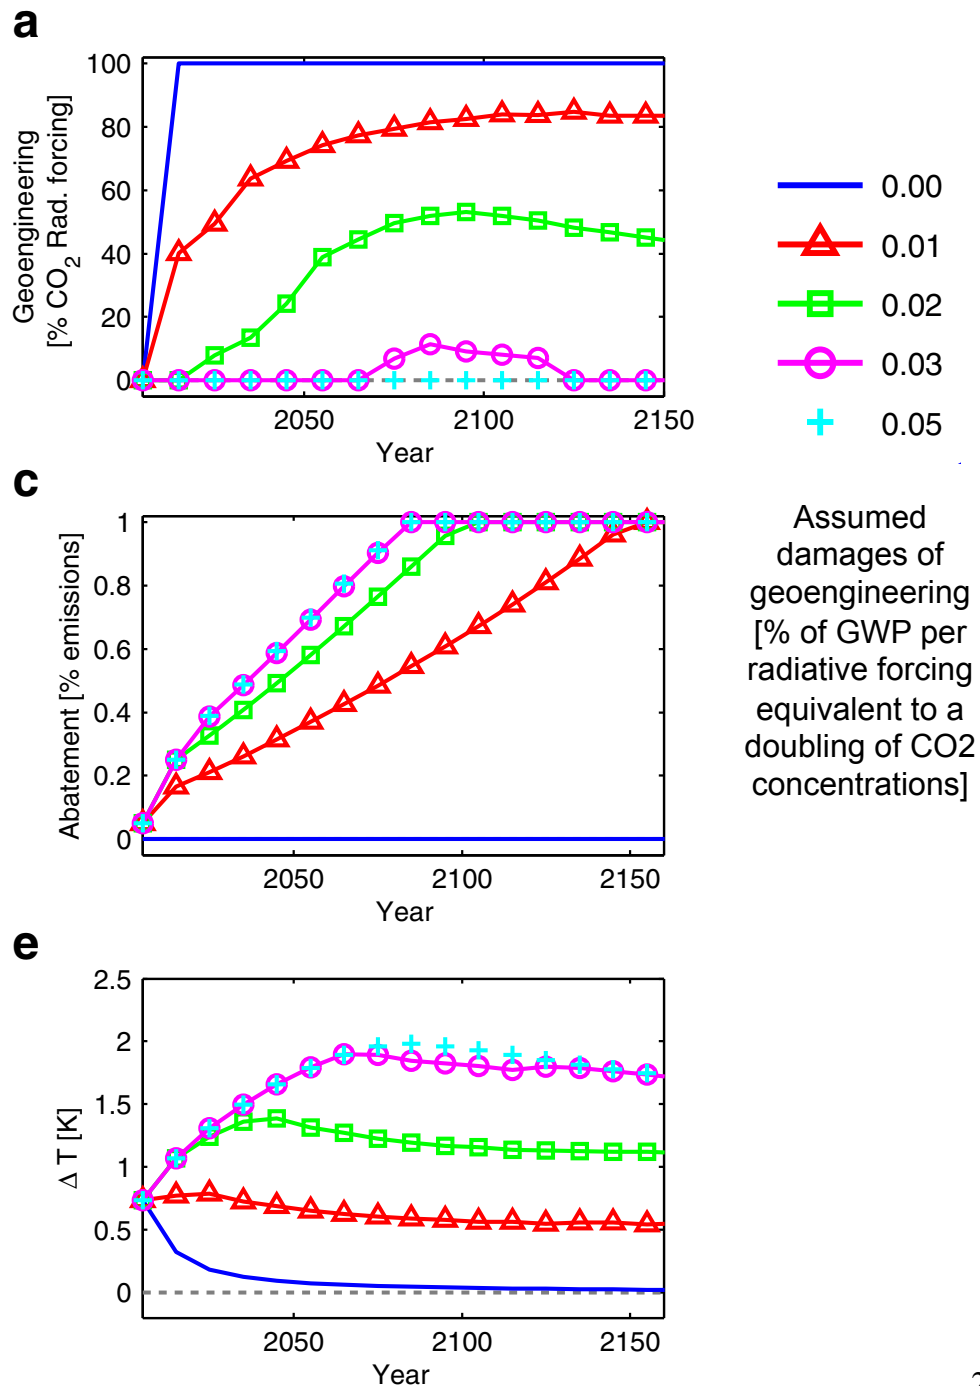 a
100
80
60
40
20
0
Geoengineering
[% CO2 Rad. forcing]
2050
2100
2150
Year
0.00
0.01
0.02
0.03
0.05
c
1
0.8
0.6
0.4
0.2
0
Abatement [% emissions]
2050
2100
2150
Year
Assumed
damages of
geoengineering
[% of GWP per
radiative forcing
equivalent to a
doubling of CO2
concentrations]
e
2.5
2
1.5
1
0.5
0
Δ T [K]
2050
2100
2150
Year